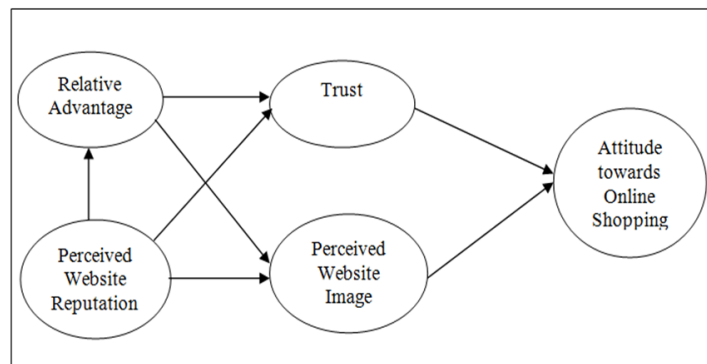 Relative
Advantage
Trust
Attitude
towards
Online
Shopping
Perceived
Website
Reputation
Perceived
Website
Image